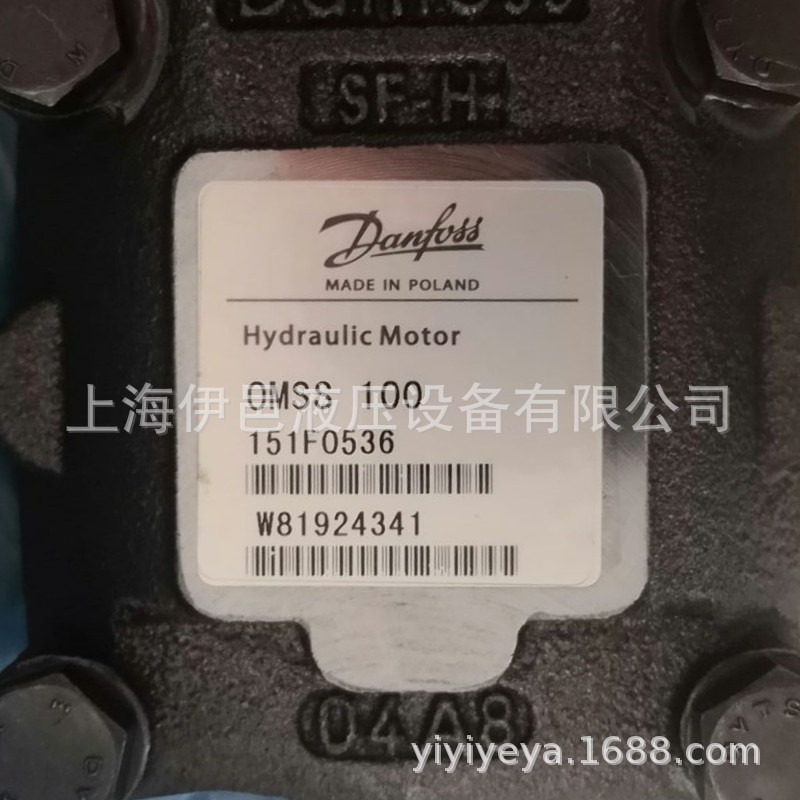 Danfoss
SF-H
Danfoss
MADE IN POLAND
Hydraulic Motor
OMSS 100
上海伊邑液压设备有限公司
151F0536
W81924341
04A8
yiyiyeya.1688.com